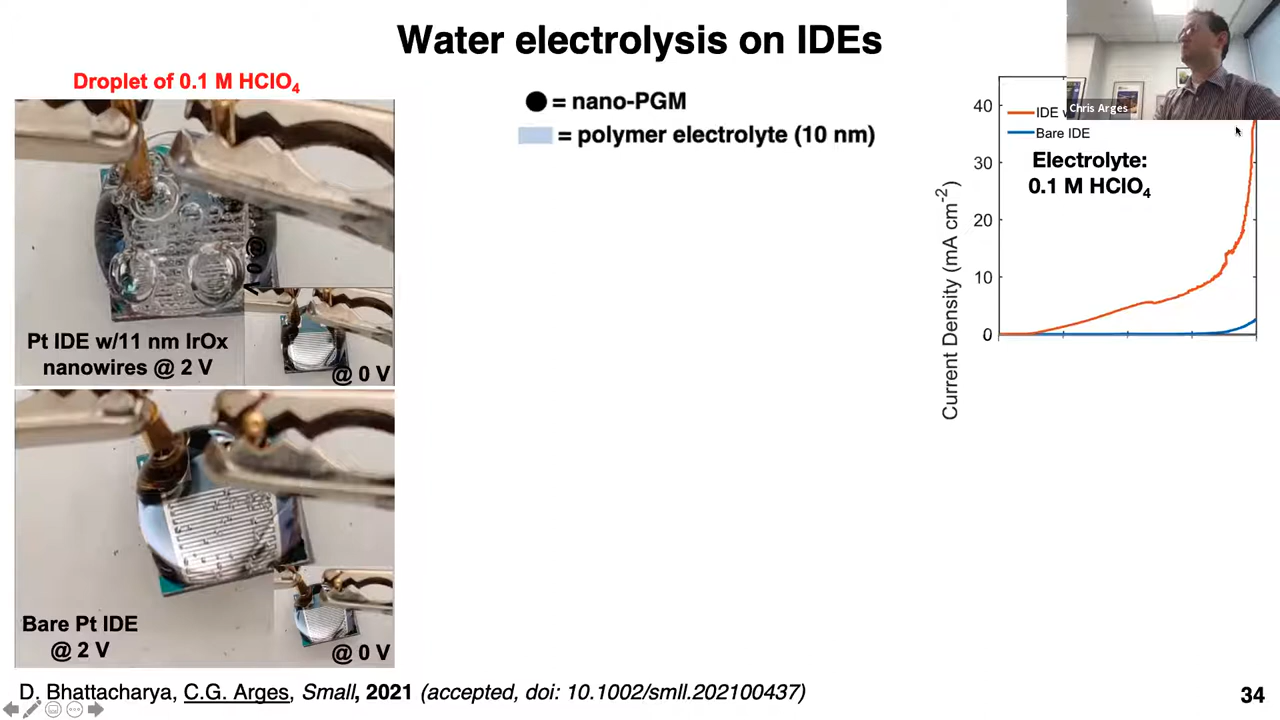 Water electrolysis on IDEs
Chris Arges
Droplet of 0.1 M HClO4
= nano-PGM
= polymer electrolyte (10 nm)
@ 0 V
Pt IDE w/11 nm IrOx
nanowires @ 2 V
@ 0 V
Bare Pt IDE
@ 2 V
@ 0 V
Current Density (mA cm-2)
40
30
20
10
0
IDE
Bare IDE
Electrolyte:
0.1 M HClO4
D. Bhattacharya, C.G. Arges, Small, 2021 (accepted, doi: 10.1002/smll.202100437)
34